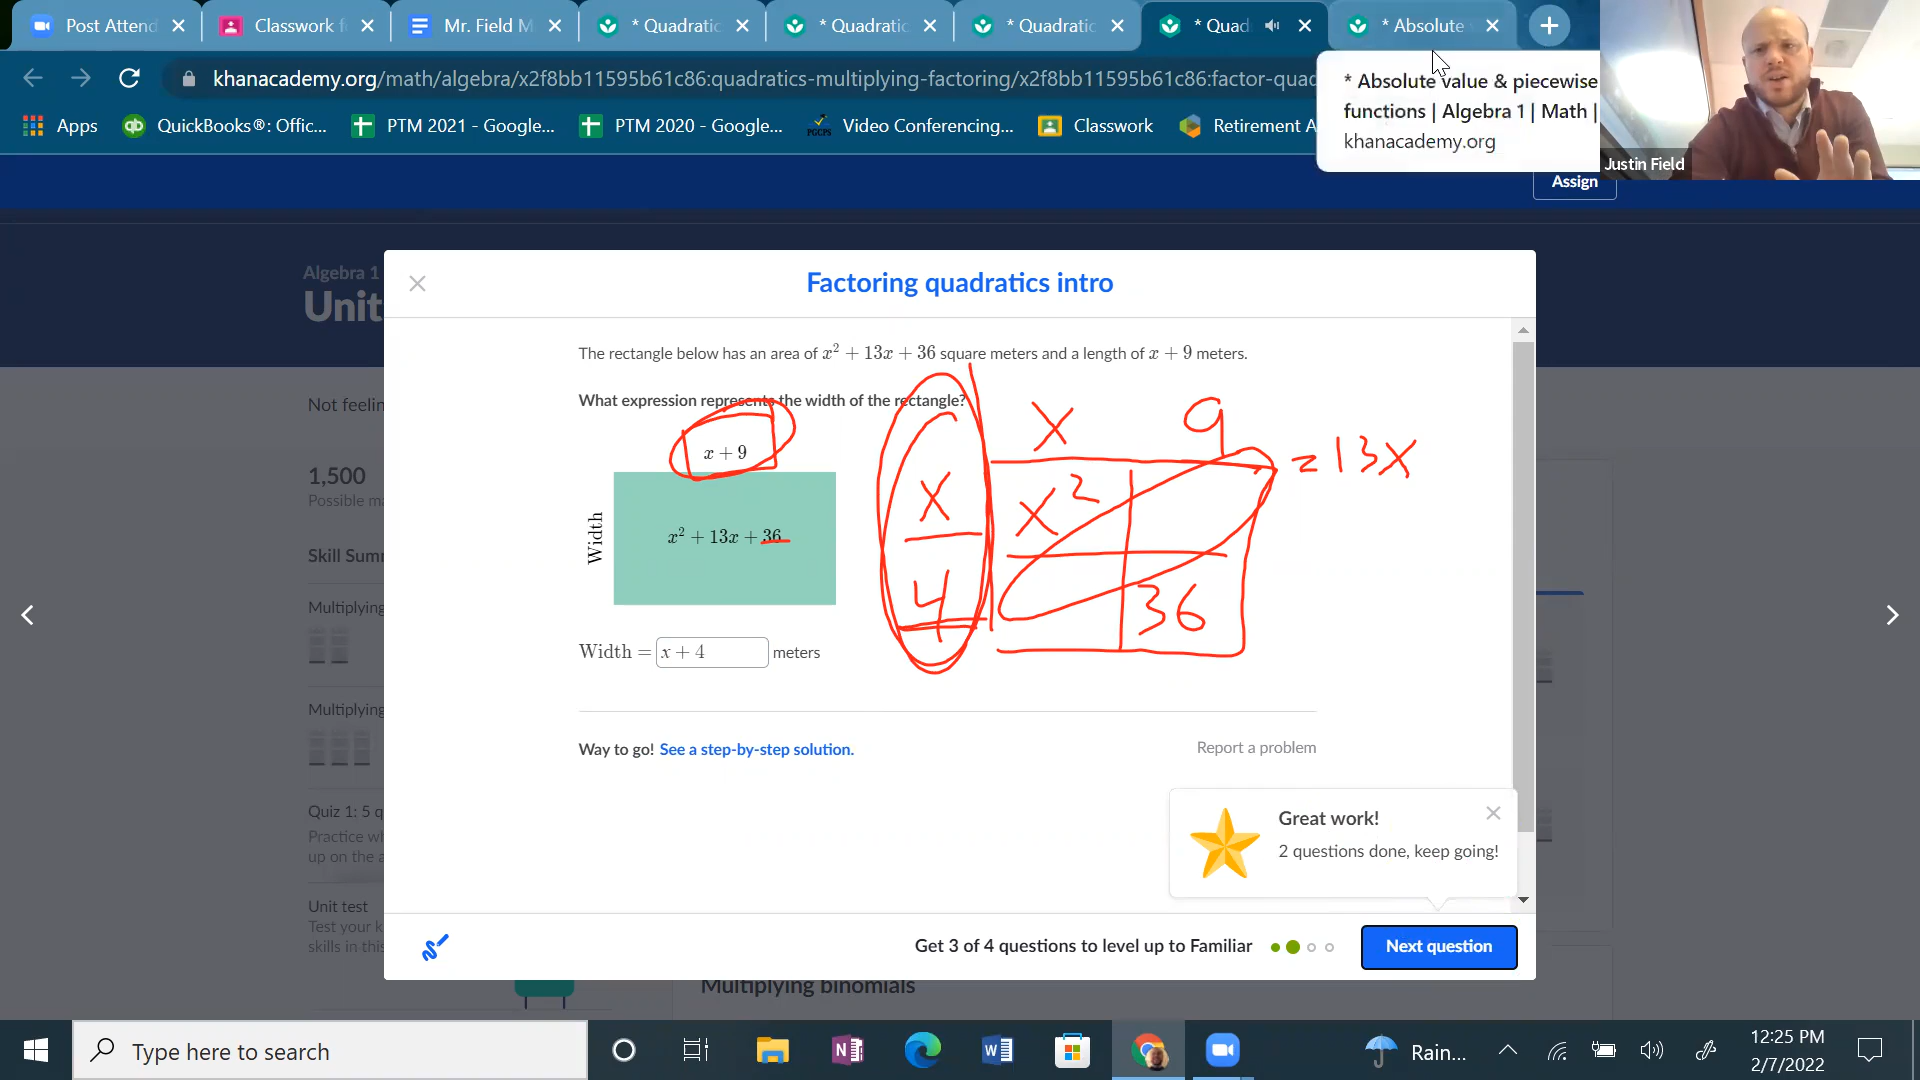 Post Attend
Classwork f
Mr. Field M
* Quadratic
* Quadratic
* Quadratic
* Quad
* Absolute
khanacademy.org/math/algebra/x2f8bb11595b61c86:quadratics-multiplying-factoring/x2f8bb11595b61c86:factor-quad
* Absolute value & piecewise
functions | Algebra 1 | Math |
khanacademy.org
Apps
QuickBooks®: Offic...
PTM 2021 - Google...
PTM 2020 - Google...
PGCPS
Video Conferencing...
Classwork
Retirement A
Justin Field
Assign
Algebra 1
Unit
Factoring quadratics intro
The rectangle below has an area of x² + 13x + 36 square meters and a length of x + 9 meters.
What expression represents the width of the rectangle?
x + 9
Width
x² + 13x + 36
Width = x + 4 meters
x 9
= 13x
x x²
4 36
Way to go! See a step-by-step solution.
Report a problem
Great work!
2 questions done, keep going!
Get 3 of 4 questions to level up to Familiar
Next question
Not feelin
1,500
Possible ma
Skill Summ
Multiplying
Multiplying
Quiz 1: 5 q
Practice wh
up on the a
Unit test
Test your k
skills in this
Multiplying binomials
Type here to search
Rain...
12:25 PM
2/7/2022